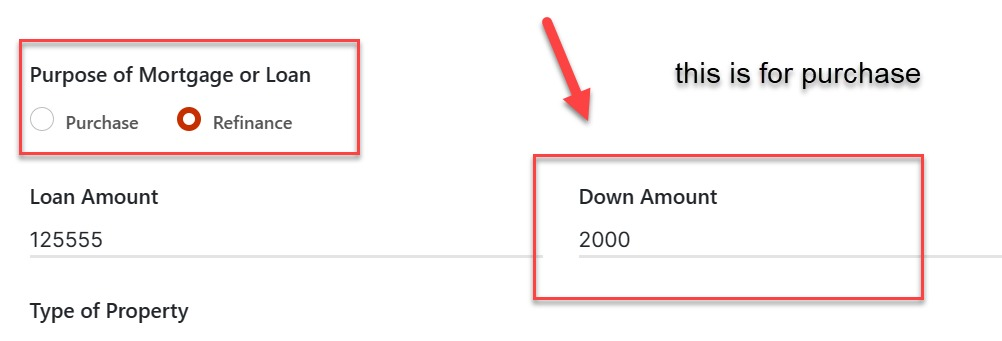 this is for purchase
Purpose of Mortgage or Loan
Purchase Refinance
Loan Amount Down Amount
125555 2000
Type of Property